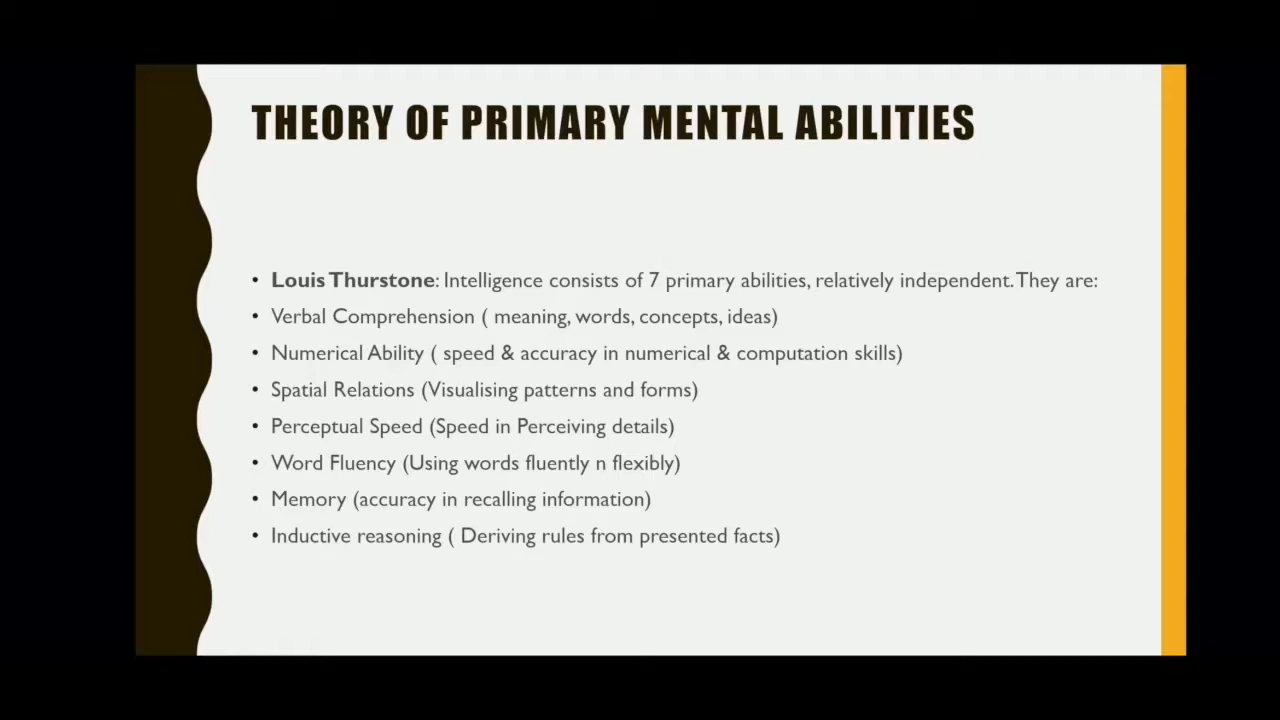 THEORY OF PRIMARY MENTAL ABILITIES
• Louis Thurstone: Intelligence consists of 7 primary abilities, relatively independent. They are:
• Verbal Comprehension ( meaning, words, concepts, ideas)
• Numerical Ability ( speed & accuracy in numerical & computation skills)
• Spatial Relations (Visualising patterns and forms)
• Perceptual Speed (Speed in Perceiving details)
• Word Fluency (Using words fluently n flexibly)
• Memory (accuracy in recalling information)
• Inductive reasoning ( Deriving rules from presented facts)